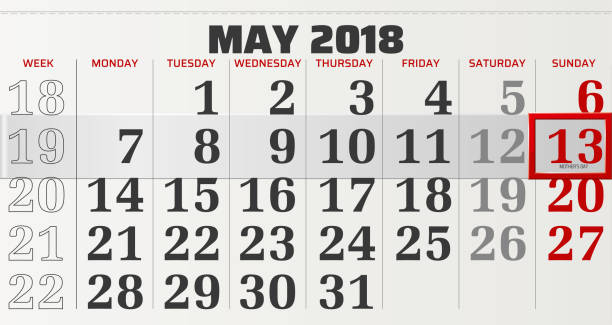 MAY 2018
WEEK MONDAY TUESDAY WEDNESDAY THURSDAY FRIDAY SATURDAY SUNDAY
18 1 2 3 4 5 6
19 7 8 9 10 11 12 13
MOTHER'S DAY
20 14 15 16 17 18 19 20
21 21 22 23 24 25 26 27
22 28 29 30 31